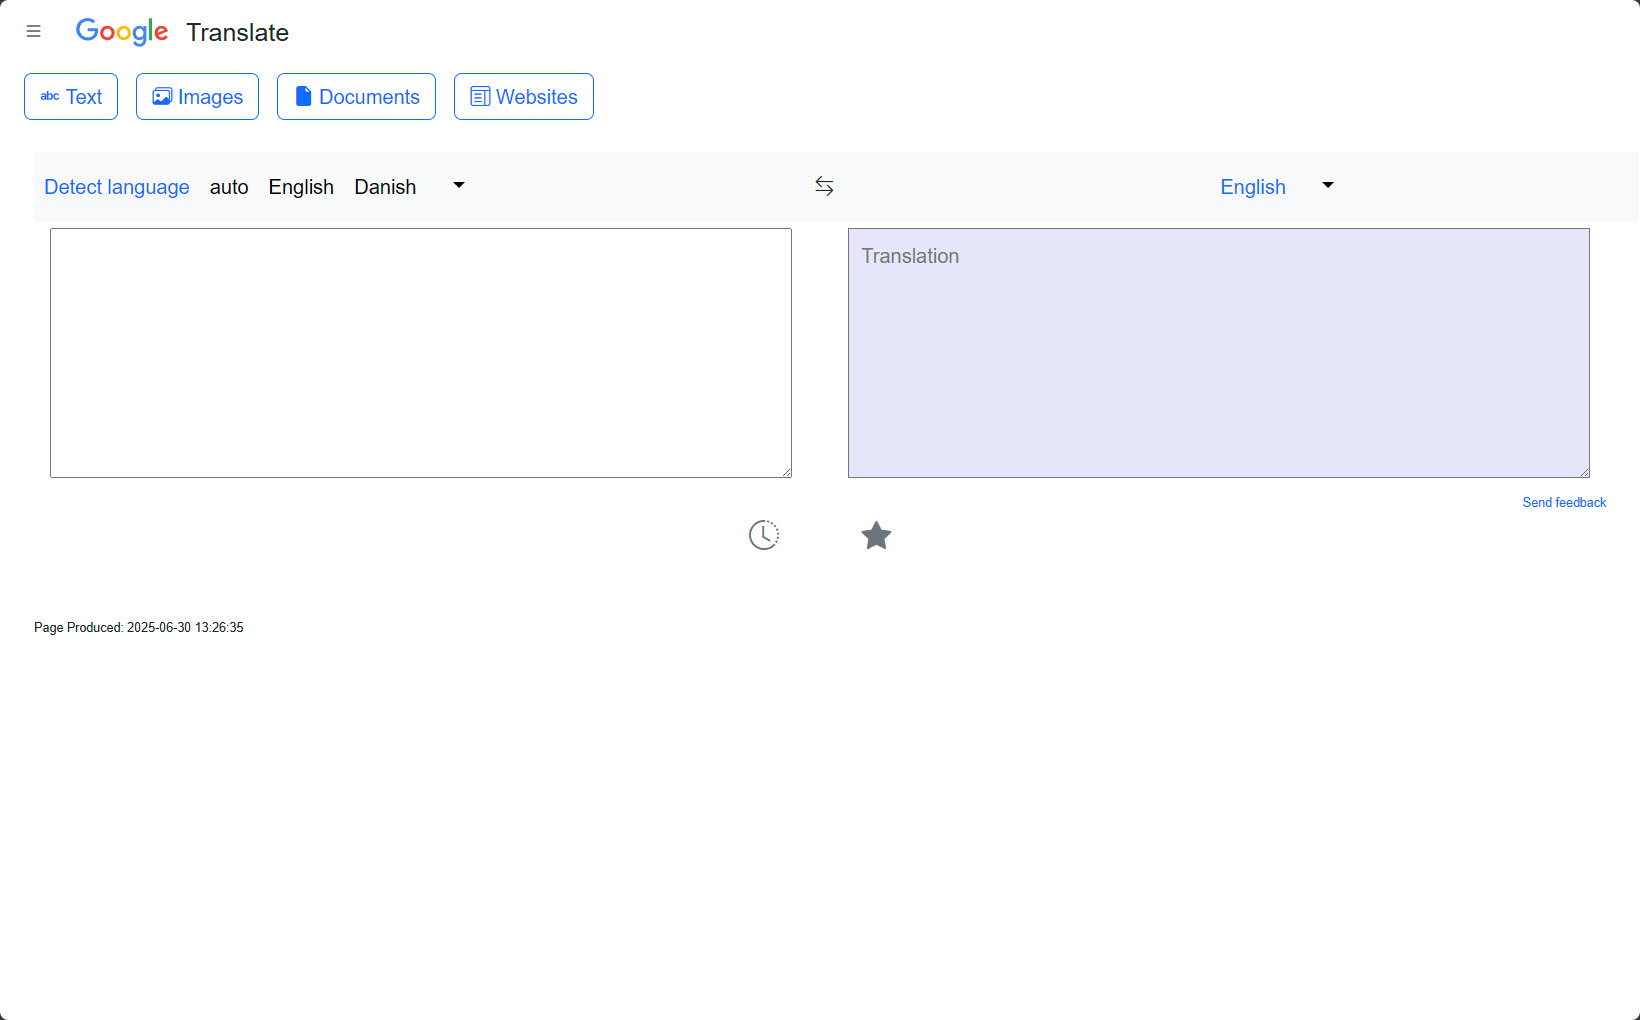 Google Translate
abc Text Images Documents Websites
Detect language auto English Danish English
Translation
Send feedback
Page Produced: 2025-06-30 13:26:35